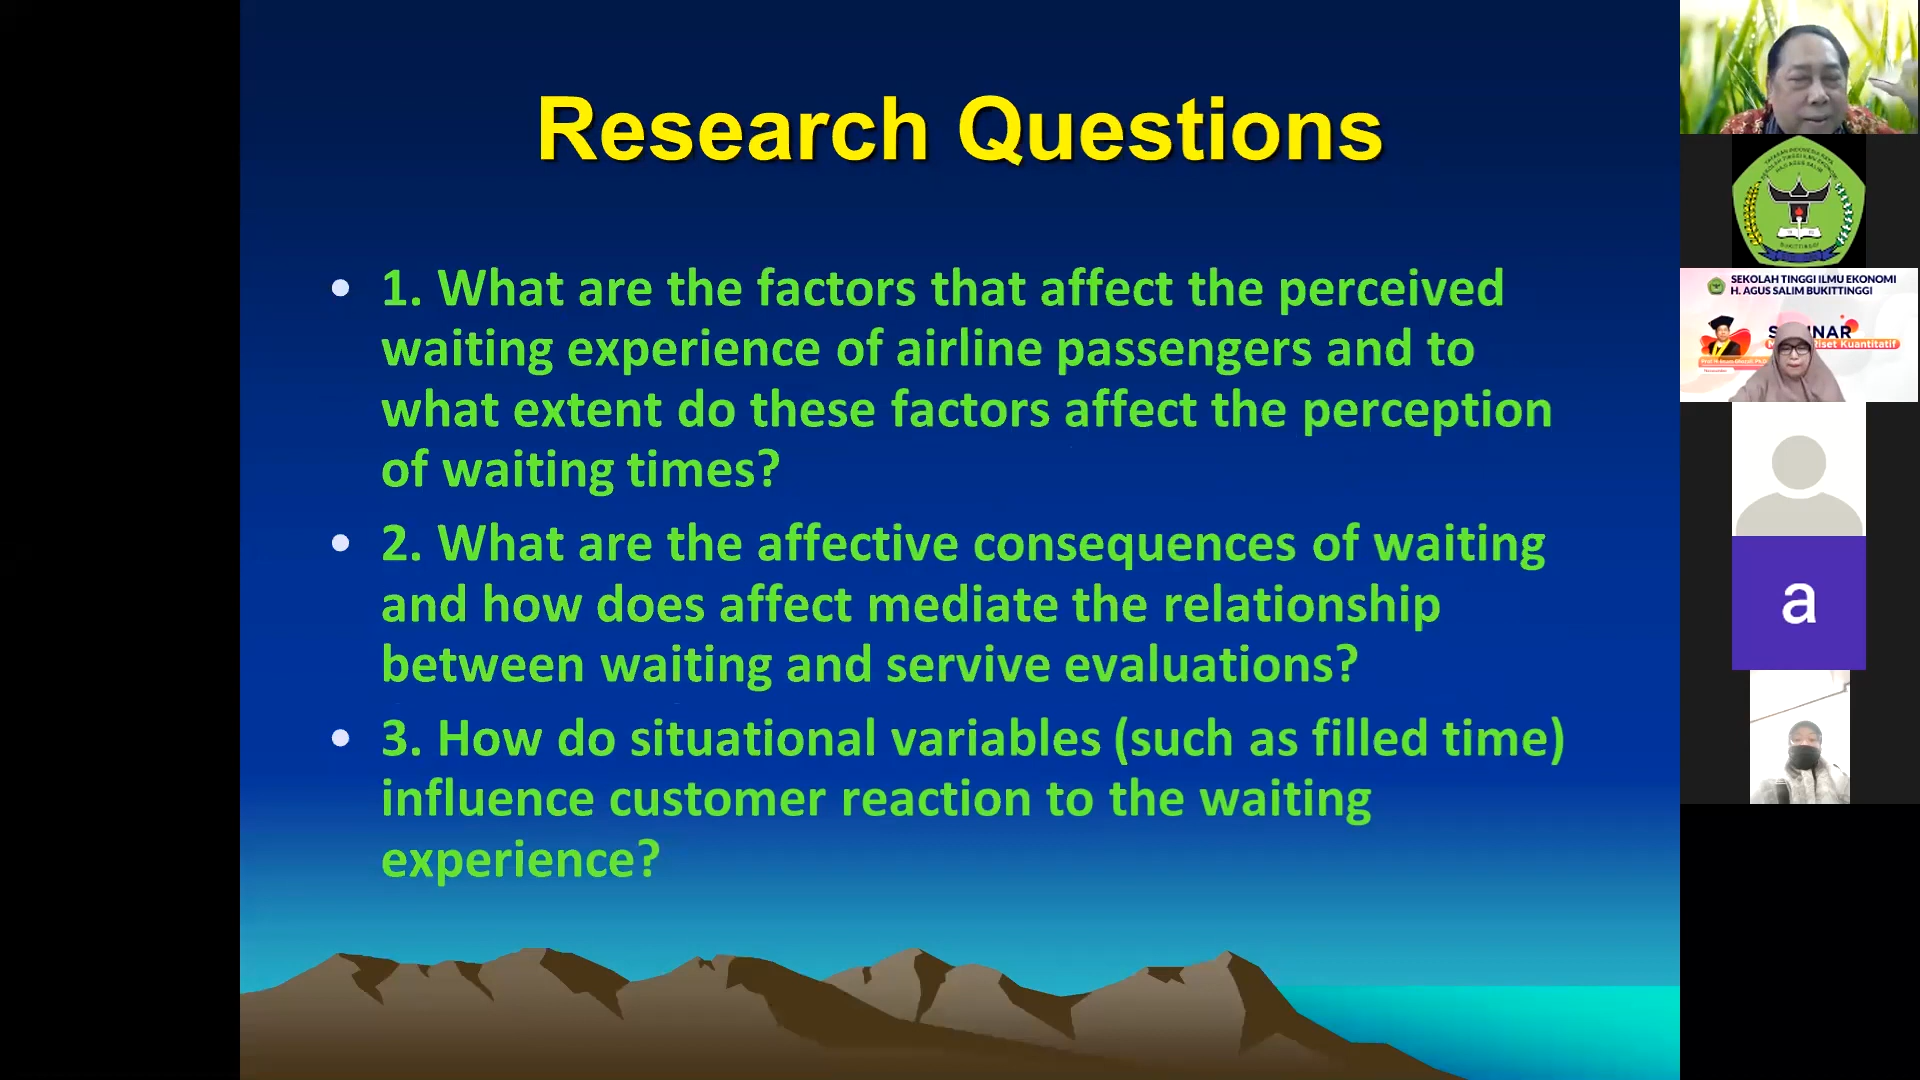 Research Questions
• 1. What are the factors that affect the perceived
waiting experience of airline passengers and to
what extent do these factors affect the perception
of waiting times?
• 2. What are the affective consequences of waiting
and how does affect mediate the relationship
between waiting and servive evaluations?
• 3. How do situational variables (such as filled time)
influence customer reaction to the waiting
experience?
BUKITTINGGI
SEKOLAH TINGGI ILMU EKONOMI
H. AGUS SALIM BUKITTINGGI
Riset Kuantitatif
a